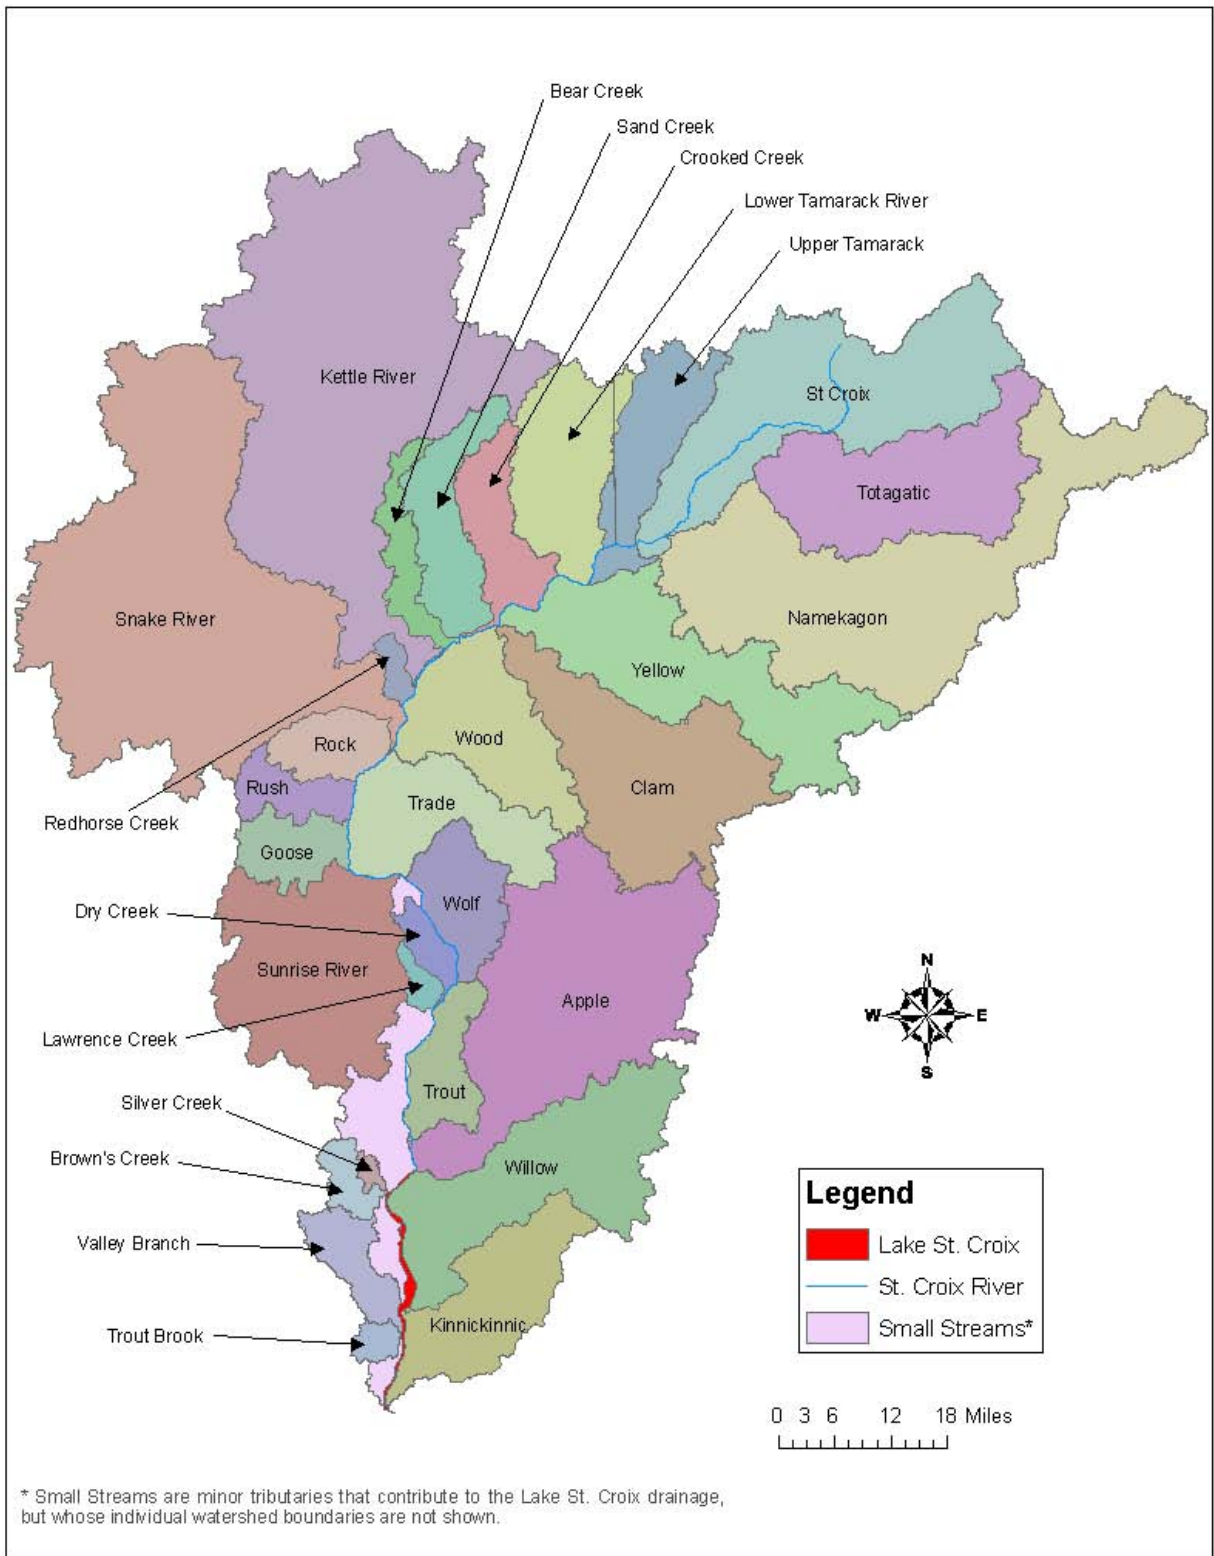 Bear Creek
Sand Creek
Crooked Creek
Lower Tamarack River
Upper Tamarack
Kettle River
St Croix
Totagatic
Snake River
Namekagon
Yellow
Rock
Wood
Rush
Clam
Trade
Redhorse Creek
Goose
Wolf
Dry Creek
Sunrise River
N
Apple
W
E
Lawrence Creek
S
Trout
Silver Creek
Brown's Creek
Willow
Valley Branch
Kinnickinnic
Trout Brook
Legend
Lake St. Croix
St. Croix River
Small Streams*
0 3 6 12 18 Miles
* Small Streams are minor tributaries that contribute to the Lake St. Croix drainage,
but whose individual watershed boundaries are not shown.